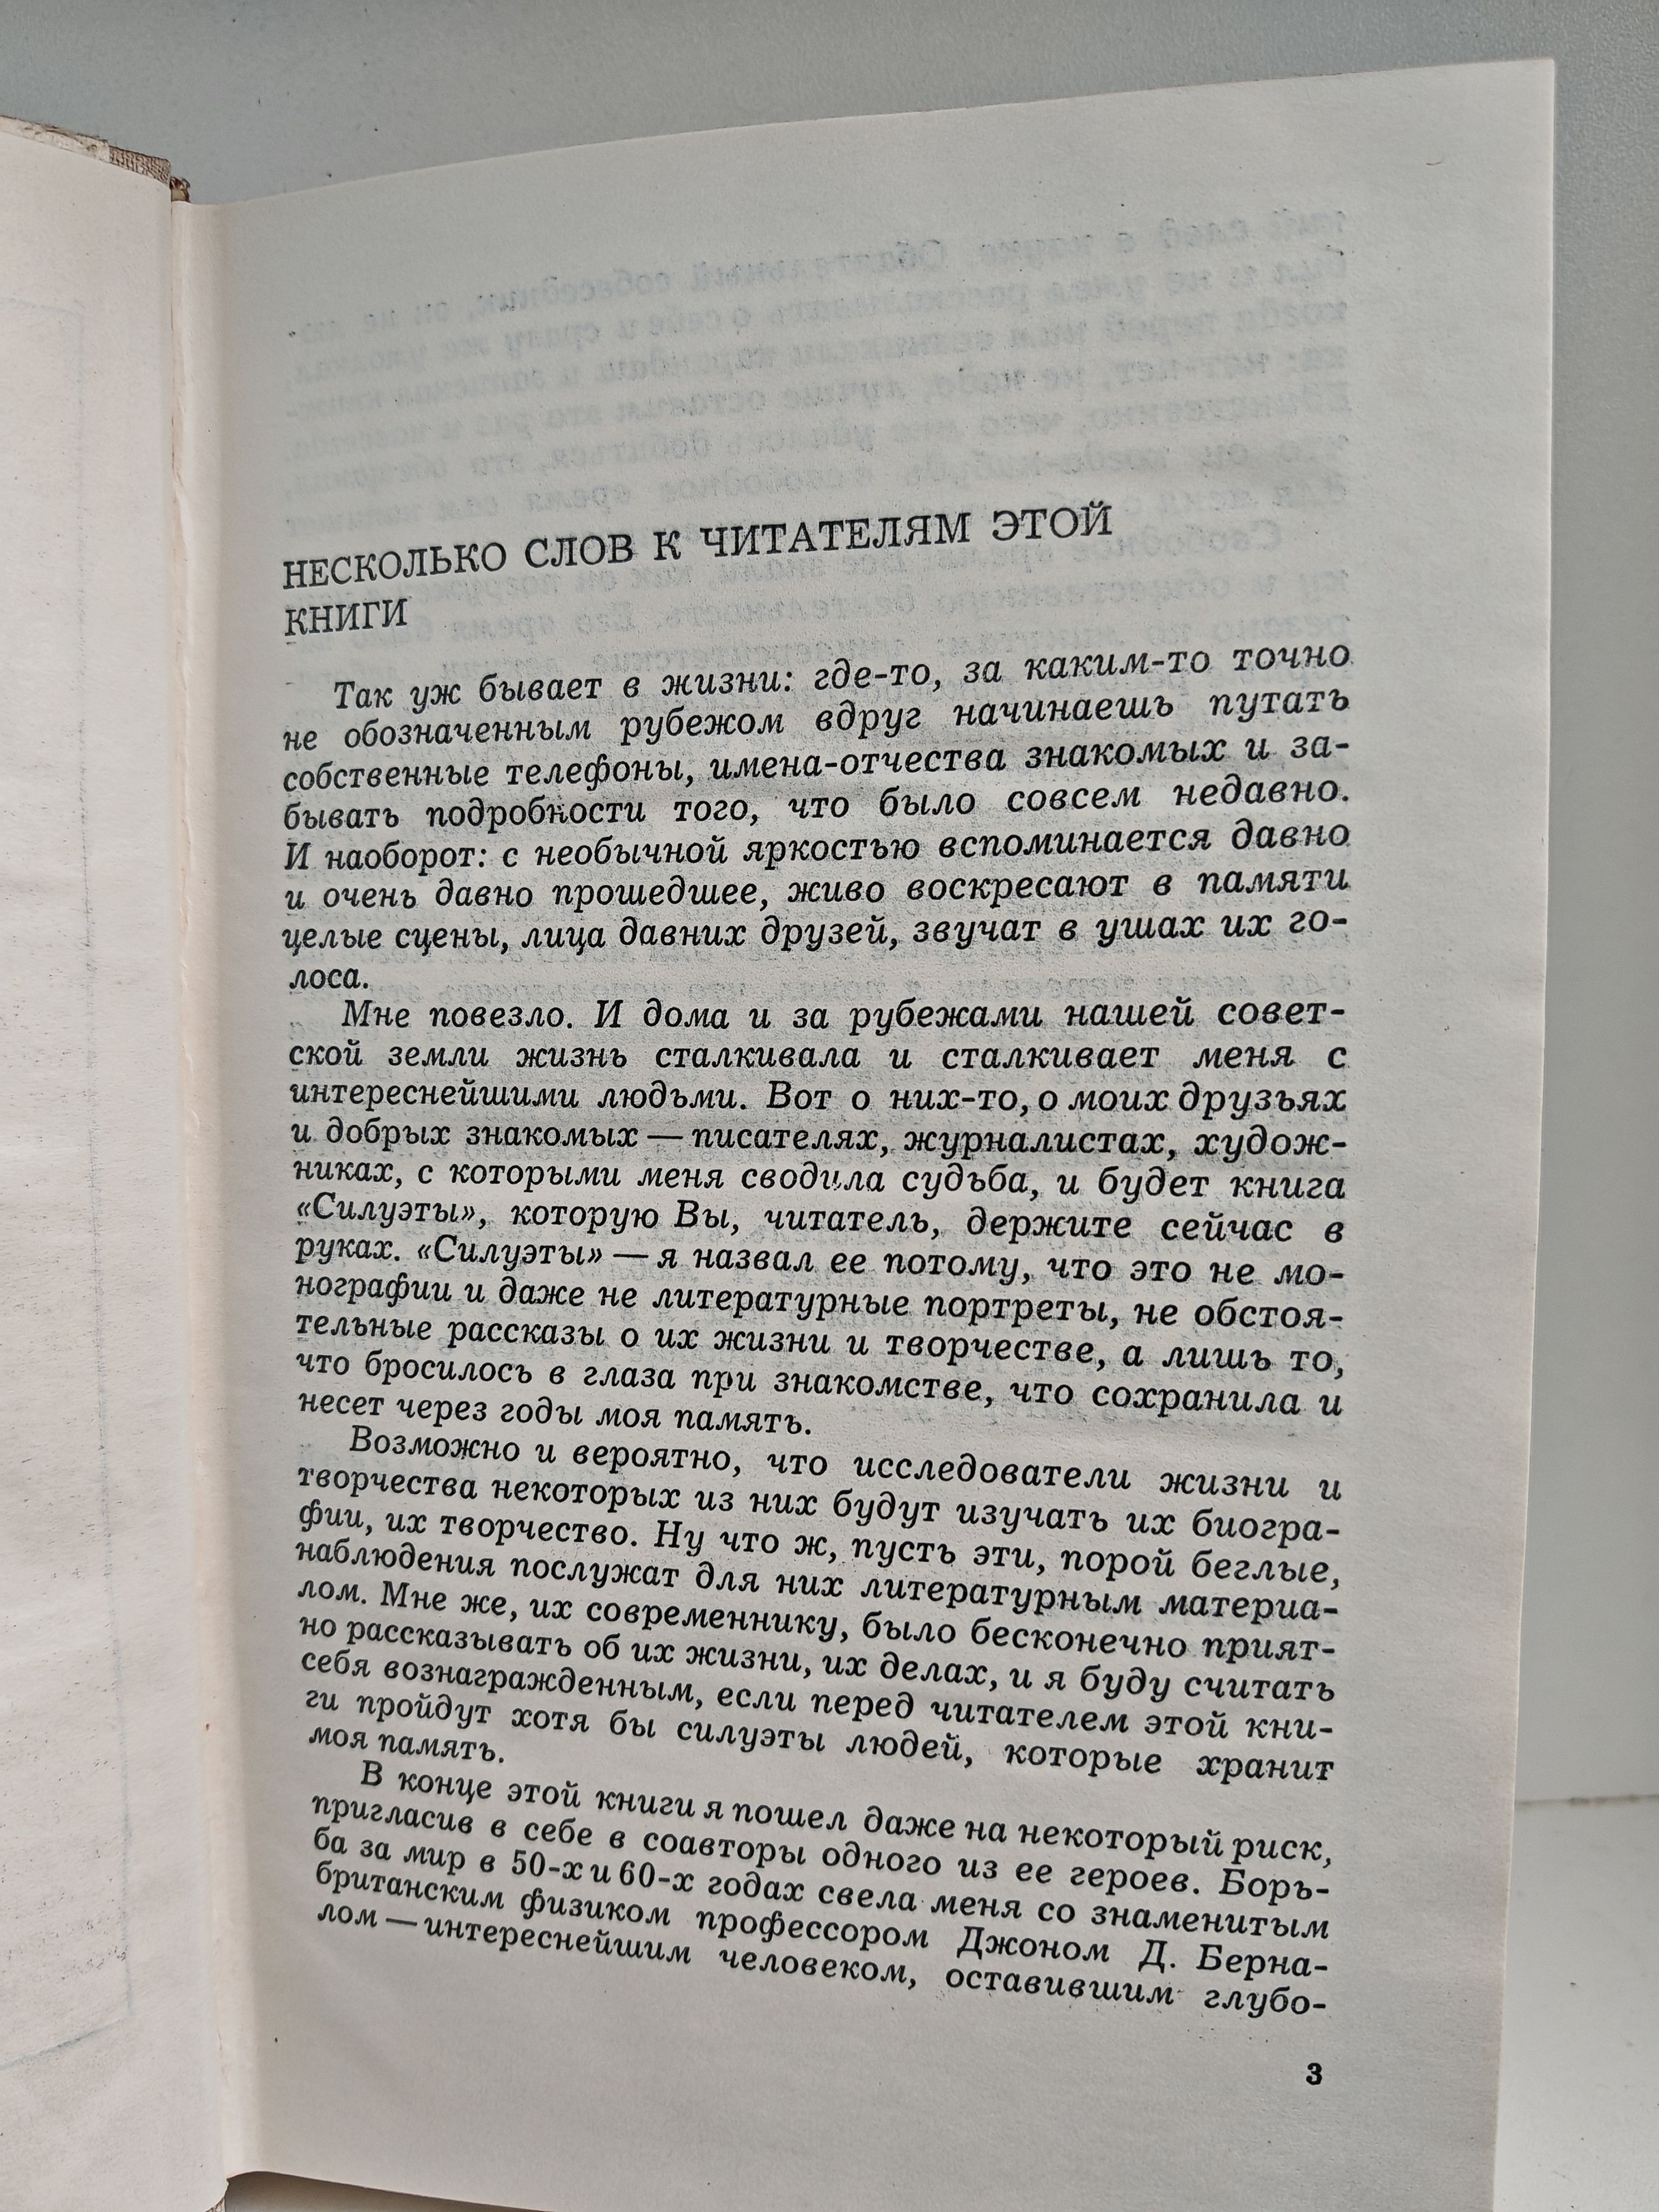 НЕСКОЛЬКО СЛОВ К ЧИТАТЕЛЯМ ЭТОЙ
КНИГИ
Так уж бывает в жизни: где-то, за каким-то точно
не обозначенным рубежом вдруг начинаешь путать
собственные телефоны, имена-отчества знакомых и за-
бывать подробности того, что было совсем недавно.
И наоборот: с необычной яркостью вспоминается давно
и очень давно прошедшее, живо воскресают в памяти
целые сцены, лица давних друзей, звучат в ушах их го-
лоса.
Мне повезло. И дома и за рубежами нашей совет-
ской земли жизнь сталкивала и сталкивает меня с
интереснейшими людьми. Вот о них-то, о моих друзьях
и добрых знакомых — писателях, журналистах, худож-
никах, с которыми меня сводила судьба, и будет книга
«Силуэты», которую Вы, читатель, держите сейчас в
руках. «Силуэты» — я назвал ее потому, что это не мо-
нографии и даже не литературные портреты, не обстоя-
тельные рассказы о их жизни и творчестве, а лишь то,
что бросилось в глаза при знакомстве, что сохранила и
несет через годы моя память.
Возможно и вероятно, что исследователи жизни и
творчества некоторых из них будут изучать их биогра-
фии, их творчество. Ну что ж, пусть эти, порой беглые,
наблюдения послужат для них литературным материа-
лом. Мне же, их современнику, было бесконечно прият-
но рассказывать об их жизни, их делах, и я буду считать
себя вознагражденным, если перед читателем этой кни-
ги пройдут хотя бы силуэты людей, которые хранит
моя память.
В конце этой книги я пошел даже на некоторый риск,
пригласив в себе в соавторы одного из ее героев. Борь-
ба за мир в 50-х и 60-х годах свела меня со знаменитым
британским физиком профессором Джоном Д. Берна-
лом — интереснейшим человеком, оставившим глубо-
3